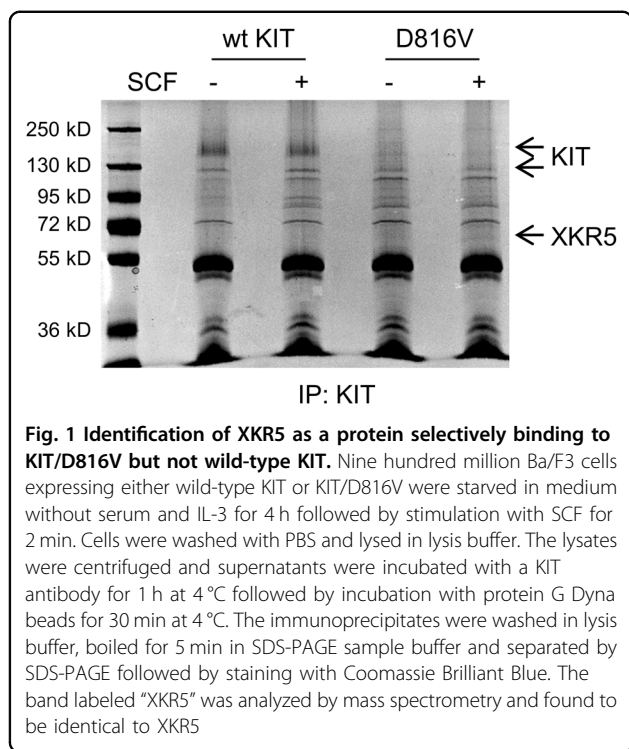 wt KIT D816V
SCF - + - +
250 kD
KIT
130 kD
95 kD
72 kD
XKR5
55 kD
36 kD
IP: KIT
Fig. 1 Identification of XKR5 as a protein selectively binding to
KIT/D816V but not wild-type KIT. Nine hundred million Ba/F3 cells
expressing either wild-type KIT or KIT/D816V were starved in medium
without serum and IL-3 for 4 h followed by stimulation with SCF for
2 min. Cells were washed with PBS and lysed in lysis buffer. The lysates
were centrifuged and supernatants were incubated with a KIT
antibody for 1 h at 4 °C followed by incubation with protein G Dyna
beads for 30 min at 4 °C. The immunoprecipitates were washed in lysis
buffer, boiled for 5 min in SDS-PAGE sample buffer and separated by
SDS-PAGE followed by staining with Coomassie Brilliant Blue. The
band labeled “XKR5” was analyzed by mass spectrometry and found to
be identical to XKR5